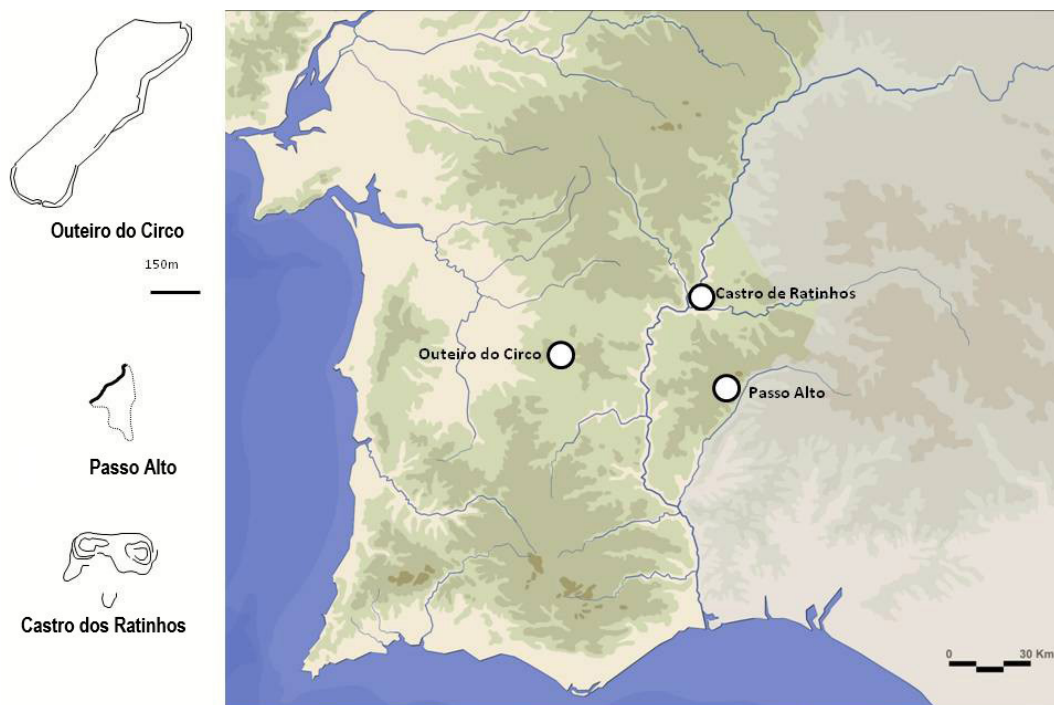 Outeiro do Circo
150m
Passo Alto
Castro dos Ratinhos
Castro de Ratinhos
Outeiro do Circo
Passo Alto
0 30 Km